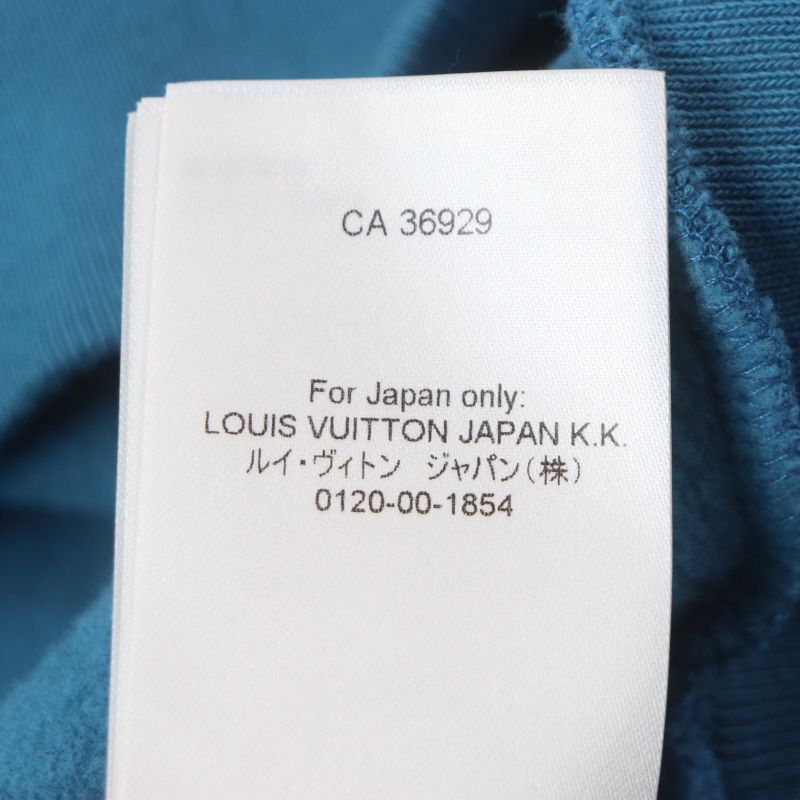 CA 36929
For Japan only:
LOUIS VUITTON JAPAN K.K.
ルイ・ヴィトン ジャパン(株)
0120-00-1854